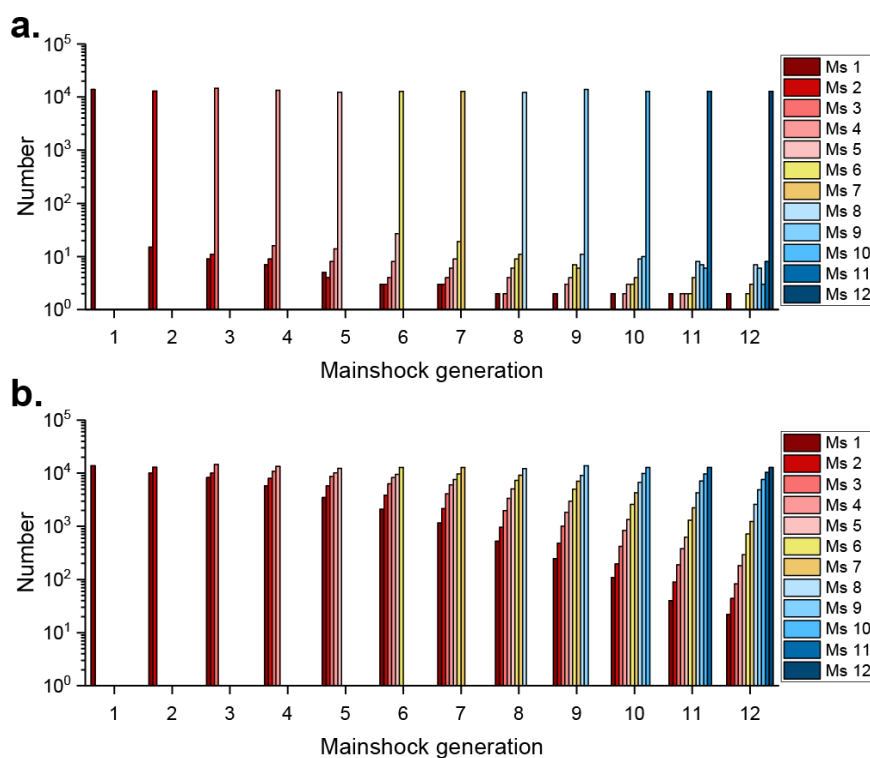 a.
10^5
10^4
10^3
10^2
10^1
10^0
Number
1 2 3 4 5 6 7 8 9 10 11 12
Mainshock generation
Ms 1
Ms 2
Ms 3
Ms 4
Ms 5
Ms 6
Ms 7
Ms 8
Ms 9
Ms 10
Ms 11
Ms 12
b.
10^5
10^4
10^3
10^2
10^1
10^0
Number
1 2 3 4 5 6 7 8 9 10 11 12
Mainshock generation
Ms 1
Ms 2
Ms 3
Ms 4
Ms 5
Ms 6
Ms 7
Ms 8
Ms 9
Ms 10
Ms 11
Ms 12